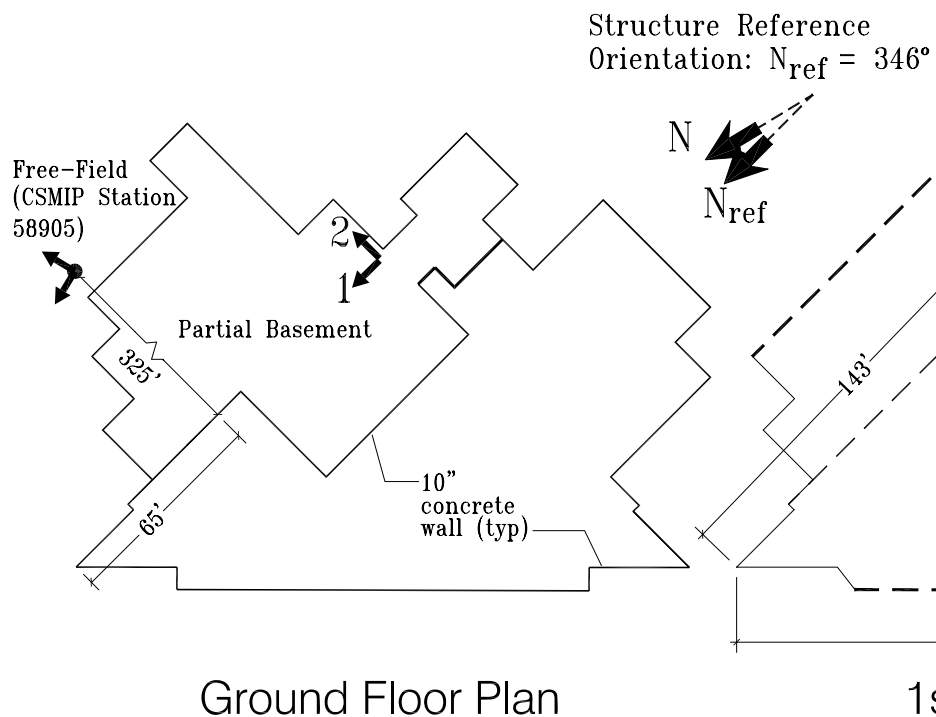 Structure Reference
Orientation: Nref = 346°
N
Nref
Free-Field
(CSMIP Station
58905)
2
1
Partial Basement
325'
143'
10"
concrete
wall (typ)
65'
Ground Floor Plan